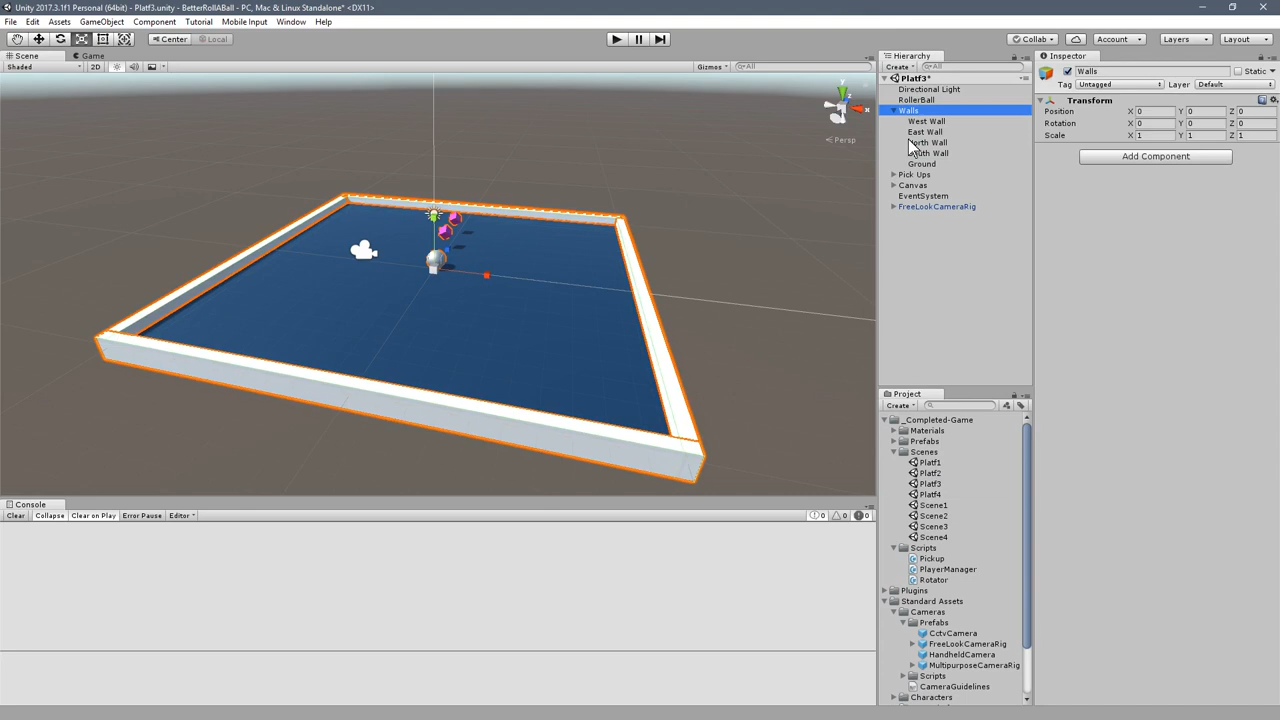 Unity 2017.3.1f1 Personal (64bit) - Platf3.unity - BetterRollABall - PC, Mac & Linux Standalone* <DX11>
File Edit Assets GameObject Component Tutorial Mobile Input Window Help
Center Local Collab Account Layers Layout
Scene Game
Shaded 2D Gizmos All
y
x
z
Persp
Hierarchy
Create All
Platf3*
Directional Light
RollerBall
Walls
West Wall
East Wall
North Wall
South Wall
Ground
Pick Ups
Canvas
EventSystem
FreeLookCameraRig
Inspector
Walls Static
Tag Untagged Layer Default
Transform
Position X 0 Y 0 Z 0
Rotation X 0 Y 0 Z 0
Scale X 1 Y 1 Z 1
Add Component
Project
Create
_Completed-Game
Materials
Prefabs
Scenes
Platf1
Platf2
Platf3
Platf4
Scene1
Scene2
Scene3
Scene4
Scripts
Pickup
PlayerManager
Rotator
Plugins
Standard Assets
Cameras
Prefabs
CctvCamera
FreeLookCameraRig
HandheldCamera
MultipurposeCameraRig
Scripts
CameraGuidelines
Characters
Console
Clear Collapse Clear on Play Error Pause Editor 0 0 0